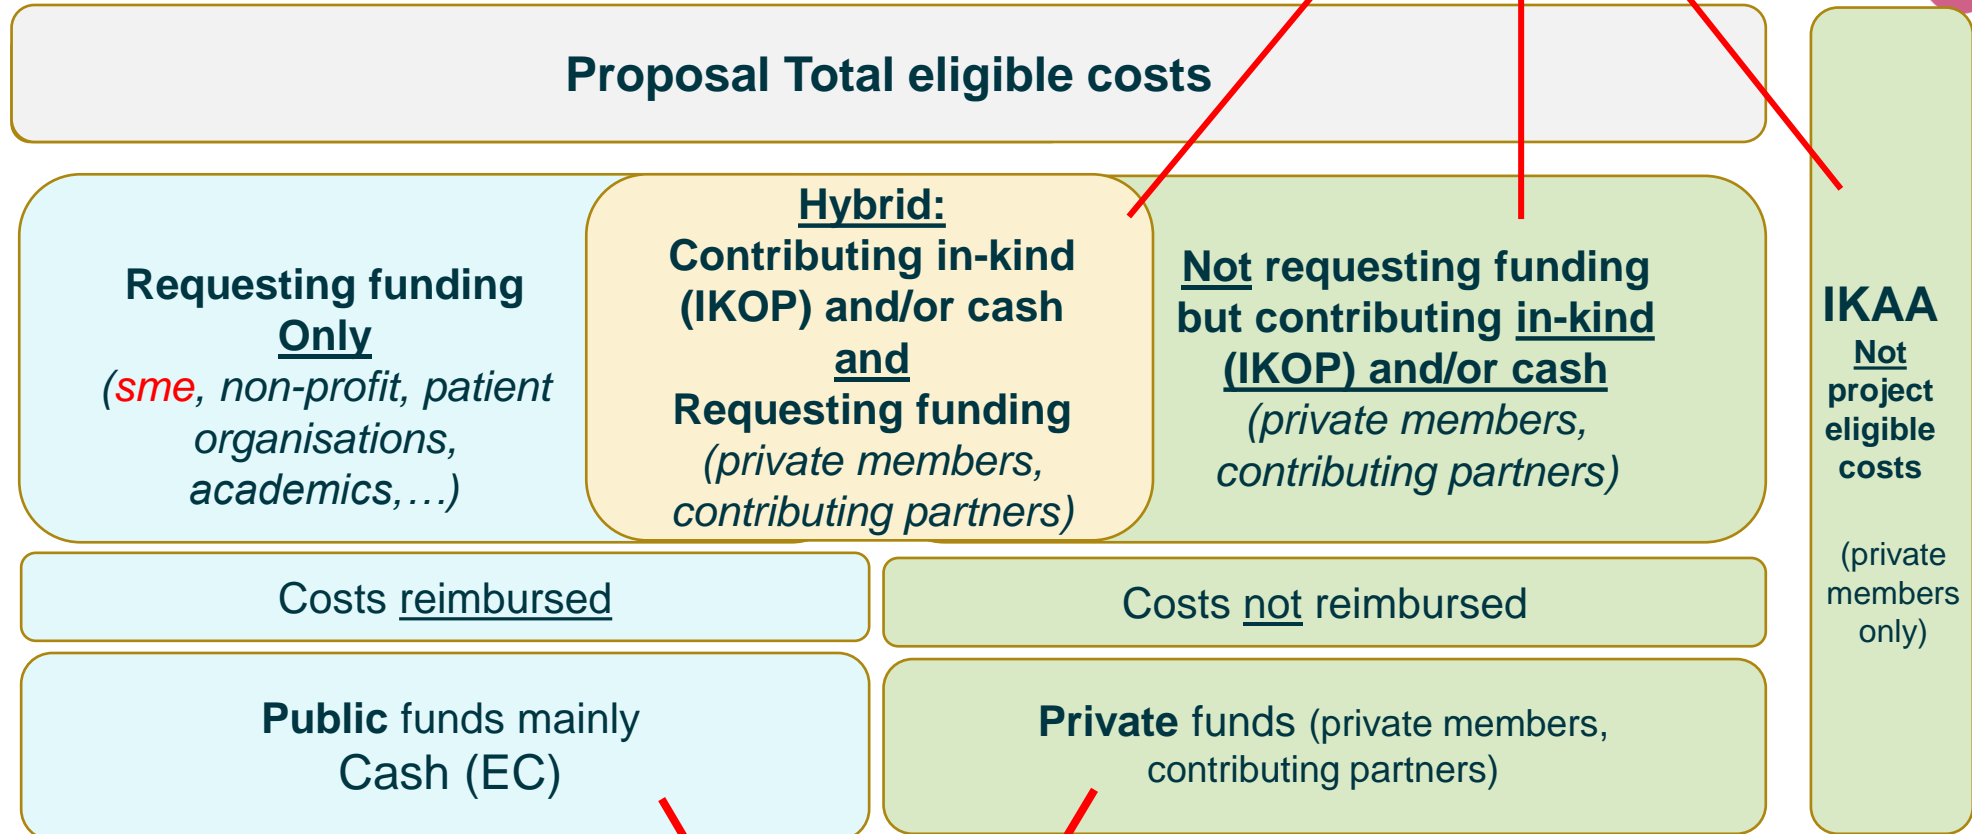 Proposal Total eligible costs
Requesting funding
Only
(sme, non-profit, patient
organisations,
academics,…)
Hybrid:
Contributing in-kind
(IKOP) and/or cash
and
Requesting funding
(private members,
contributing partners)
Not requesting funding
but contributing in-kind
(IKOP) and/or cash
(private members,
contributing partners)
IKAA
Not
project
eligible
costs
(private
members
only)
Costs reimbursed
Costs not reimbursed
Public funds mainly
Cash (EC)
Private funds (private members,
contributing partners)